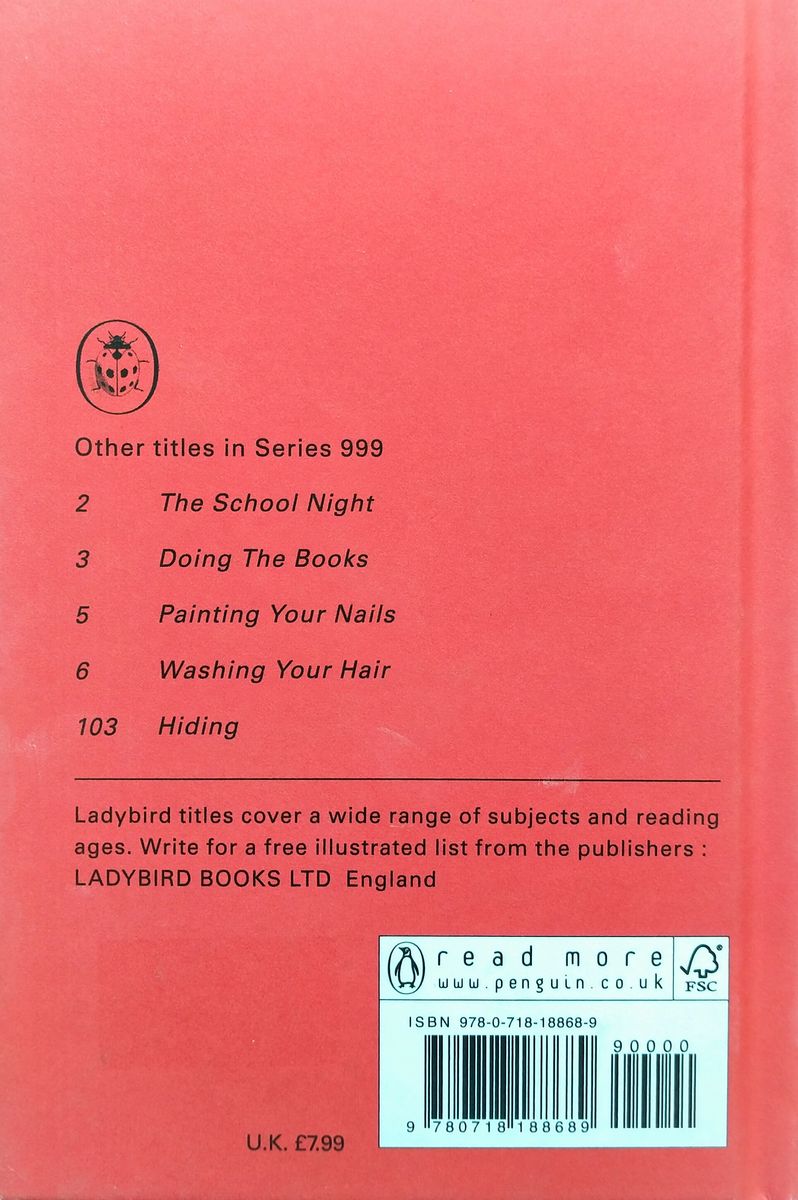 Other titles in Series 999
2 The School Night
3 Doing The Books
5 Painting Your Nails
6 Washing Your Hair
103 Hiding
Ladybird titles cover a wide range of subjects and reading
ages. Write for a free illustrated list from the publishers :
LADYBIRD BOOKS LTD England
read more
www.penguin.co.uk
FSC
ISBN 978-0-718-18868-9
90000
9 780718 188689
U.K. £7.99